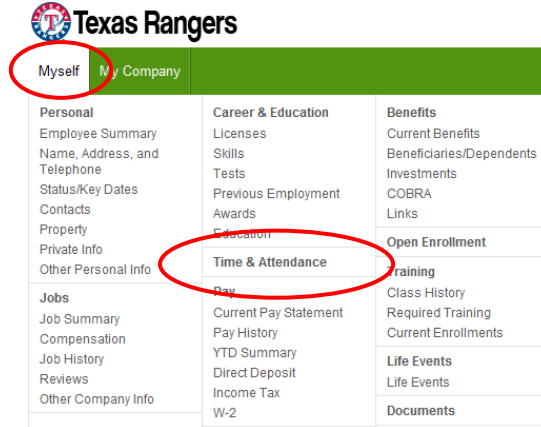 Texas Rangers
Myself
My Company
Personal
Employee Summary
Name, Address, and
Telephone
Status/Key Dates
Contacts
Property
Private Info
Other Personal Info
Jobs
Job Summary
Compensation
Job History
Reviews
Other Company Info
Career & Education
Licenses
Skills
Tests
Previous Employment
Awards
Education
Time & Attendance
Pay
Current Pay Statement
Pay History
YTD Summary
Direct Deposit
Income Tax
W-2
Benefits
Current Benefits
Beneficiaries/Dependents
Investments
COBRA
Links
Open Enrollment
Training
Class History
Required Training
Current Enrollments
Life Events
Life Events
Documents